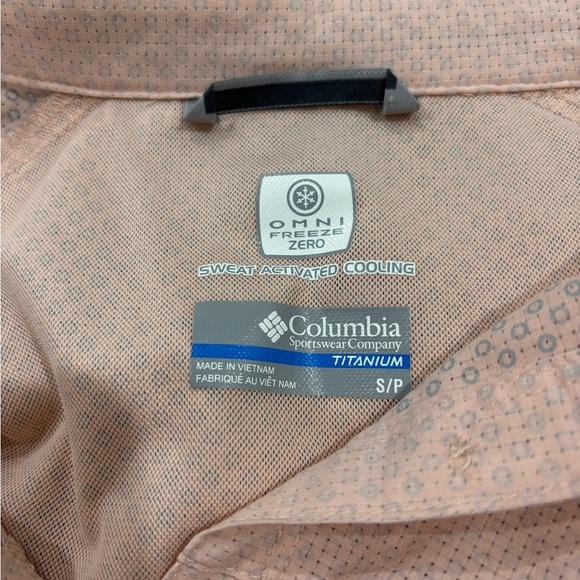 OMNI
FREEZE
ZERO
SWEAT ACTIVATED COOLING
Columbia
Sportswear Company
TITANIUM
MADE IN VIETNAM
FABRIQUÉ AU VIÊT NAM
S/P